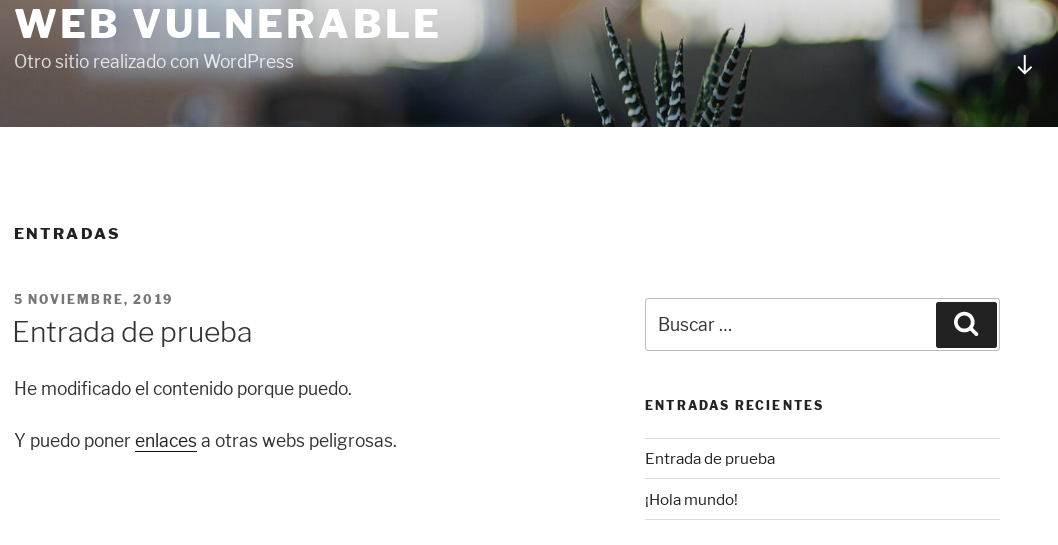 WEB VULNERABLE
Otro sitio realizado con WordPress
ENTRADAS
5 NOVIEMBRE, 2019
Entrada de prueba
He modificado el contenido porque puedo.
Y puedo poner enlaces a otras webs peligrosas.
Buscar ...
ENTRADAS RECIENTES
Entrada de prueba
¡Hola mundo!